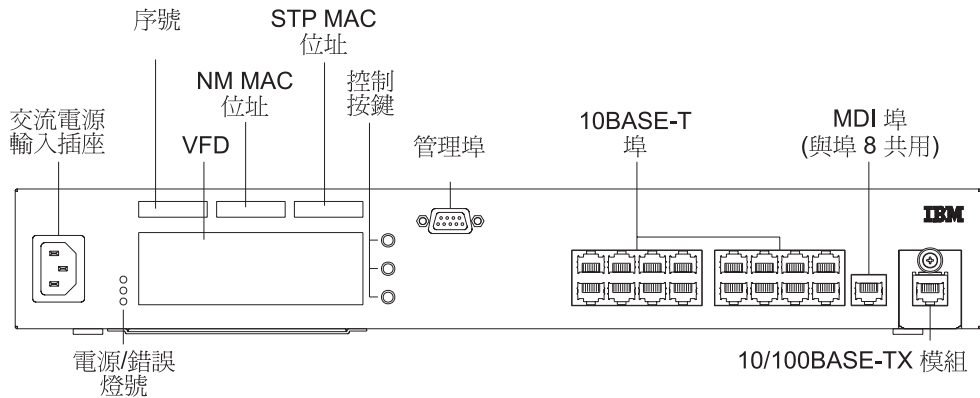 序號
STP MAC
位址
NM MAC
位址
控制
按鍵
交流電源
輸入插座
VFD
管理埠
10BASE-T
埠
MDI 埠
(與埠 8 共用)
IBM
電源/錯誤
燈號
10/100BASE-TX 模組